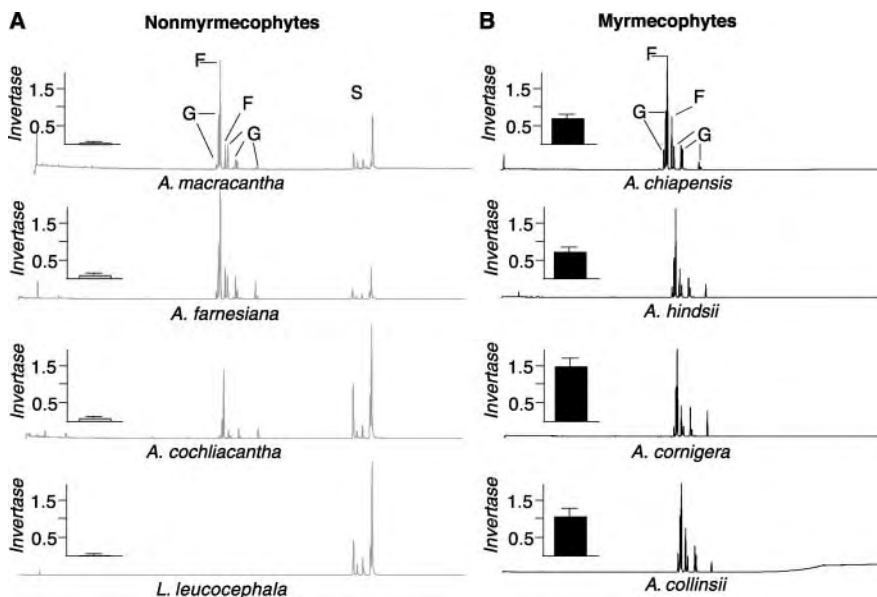 A
Nonmyrmecophytes
Invertase
1.5
0.5
F
G
F
G
S
A. macracantha
Invertase
1.5
0.5
A. farnesiana
Invertase
1.5
0.5
A. cochliacantha
Invertase
1.5
0.5
L. leucocephala
B
Myrmecophytes
Invertase
1.5
0.5
F
G
F
G
A. chiapensis
Invertase
1.5
0.5
A. hindsii
Invertase
1.5
0.5
A. cornigera
Invertase
1.5
0.5
A. collinsii